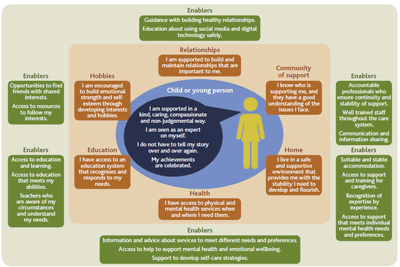 Enablers
Guidance with building healthy relationships.
Education about using social media and digital
technology safely.
Relationships
I am supported to build and
maintain relationships that
are important to me.
Enablers
Opportunities to find
friends with shared
interests.
Access to resources
to follow my interests.
Hobbies
I am encouraged
to build emotional
strength and self-
esteem through
developing interests
and hobbies.
Child or young person
I am supported in a
kind, caring, compassionate
and non-judgemental way.
I am seen as an expert
on myself.
I do not have to tell my story
over and over again.
My achievements
are celebrated.
Community
of support
I know who is
supporting me, and
they have a good
understanding of the
issues I face.
Enablers
Accountable
professionals who
ensure continuity and
stability of support.
Well trained staff
throughout the care
system.
Communication and
information sharing.
Enablers
Access to education
and learning.
Access to education
that meets my
abilities.
Teachers who
are aware of my
circumstances and
understand my needs.
Education
I have access to an
education system
that recognises and
responds to my needs.
Home
I live in a safe
and supportive
environment that
provides me with the
stability I need to
develop and flourish.
Enablers
Suitable and stable
accommodation.
Access to support
and training for
caregivers.
Recognition of
expertise by
experience.
Access to support
that meets individual
mental health needs
and preferences.
Health
I have access to physical and
mental health services when
and where I need them.
Enablers
Information and advice about services to meet different needs and preferences.
Access to help to support mental health and emotional wellbeing.
Support to develop self-care strategies.